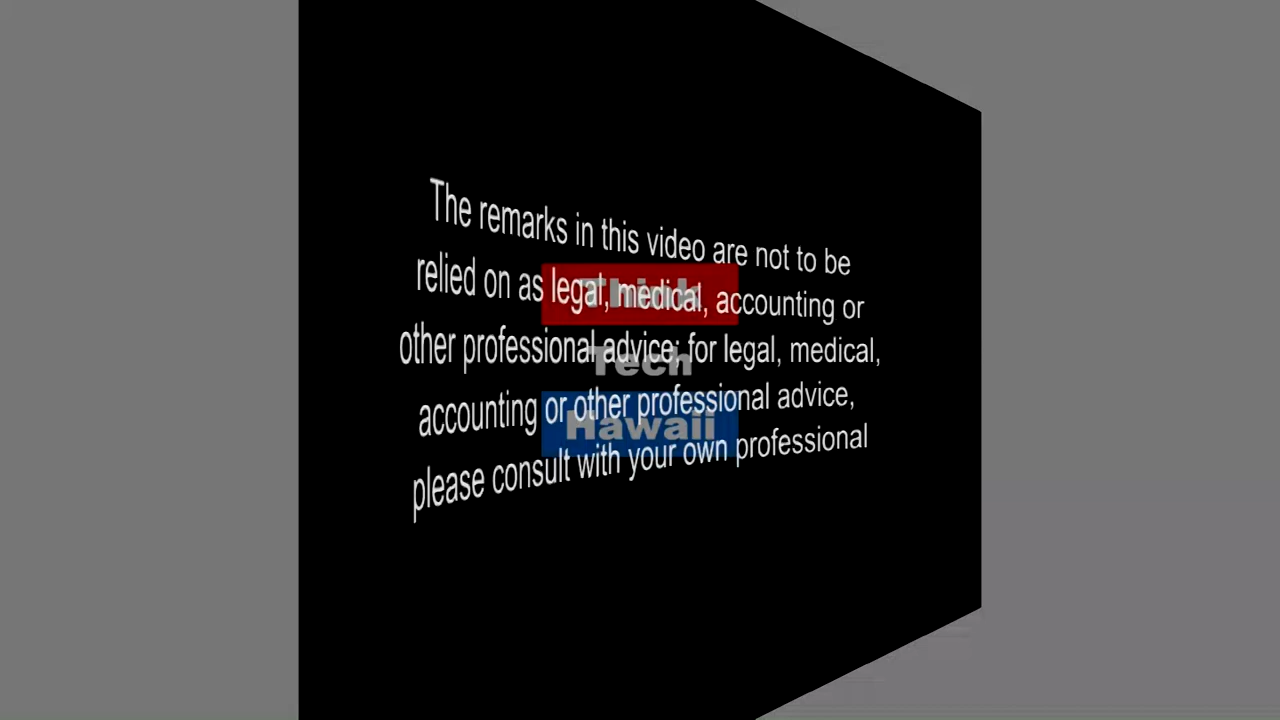 The remarks in this video are not to be
relied on as legal, medical, accounting or
other professional advice; for legal, medical,
accounting or other professional advice,
please consult with your own professional
Think
Tech
Hawaii